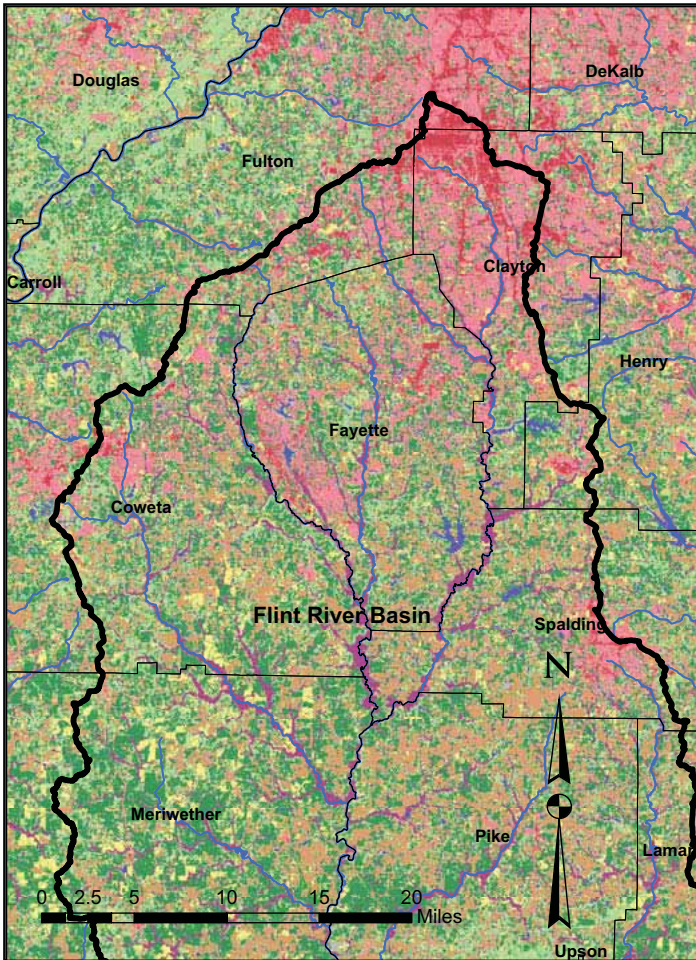 Douglas
DeKalb
Fulton
Clayton
Carroll
Henry
Fayette
Coweta
Flint River Basin
Spalding
N
Meriwether
Pike
Lamar
0 2.5 5 10 15 20
Miles
Upson